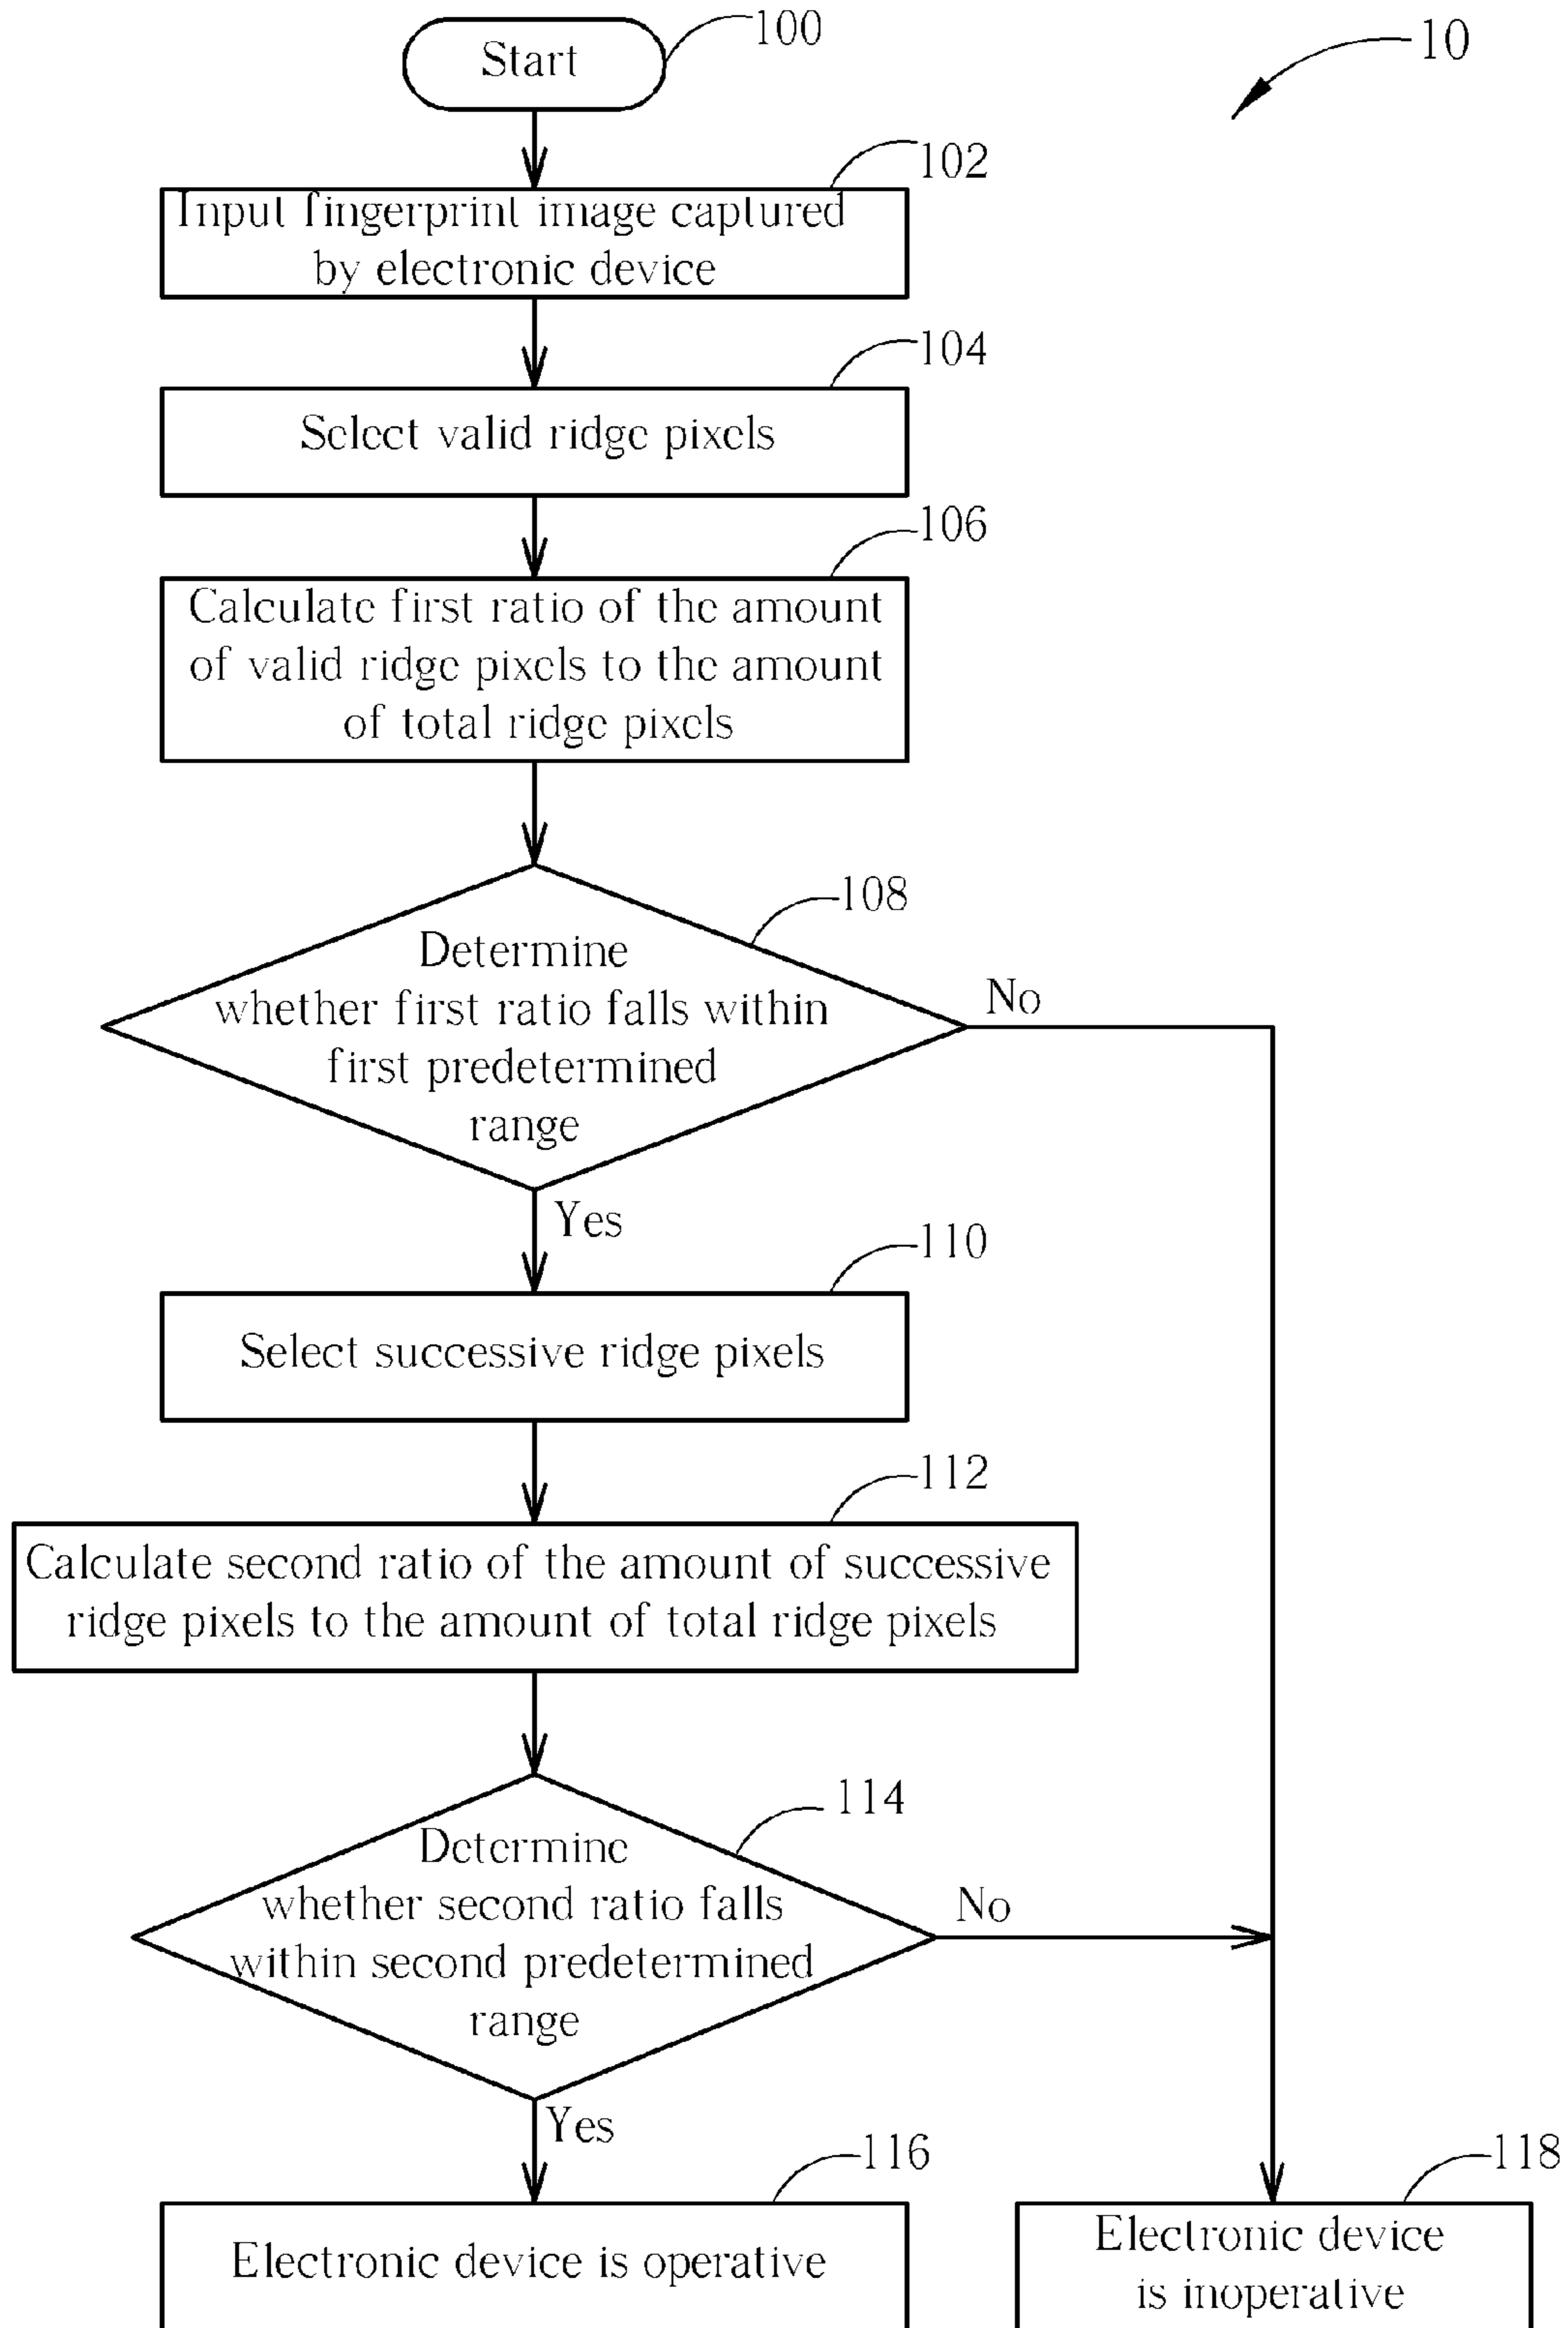 100
Start
10
102
Input fingerprint image captured
by electronic device
104
Select valid ridge pixels
106
Calculate first ratio of the amount
of valid ridge pixels to the amount
of total ridge pixels
108
Determine
whether first ratio falls within
first predetermined
range
No
Yes
110
Select successive ridge pixels
112
Calculate second ratio of the amount of successive
ridge pixels to the amount of total ridge pixels
114
Determine
whether second ratio falls
within second predetermined
range
No
Yes
116
Electronic device is operative
118
Electronic device
is inoperative